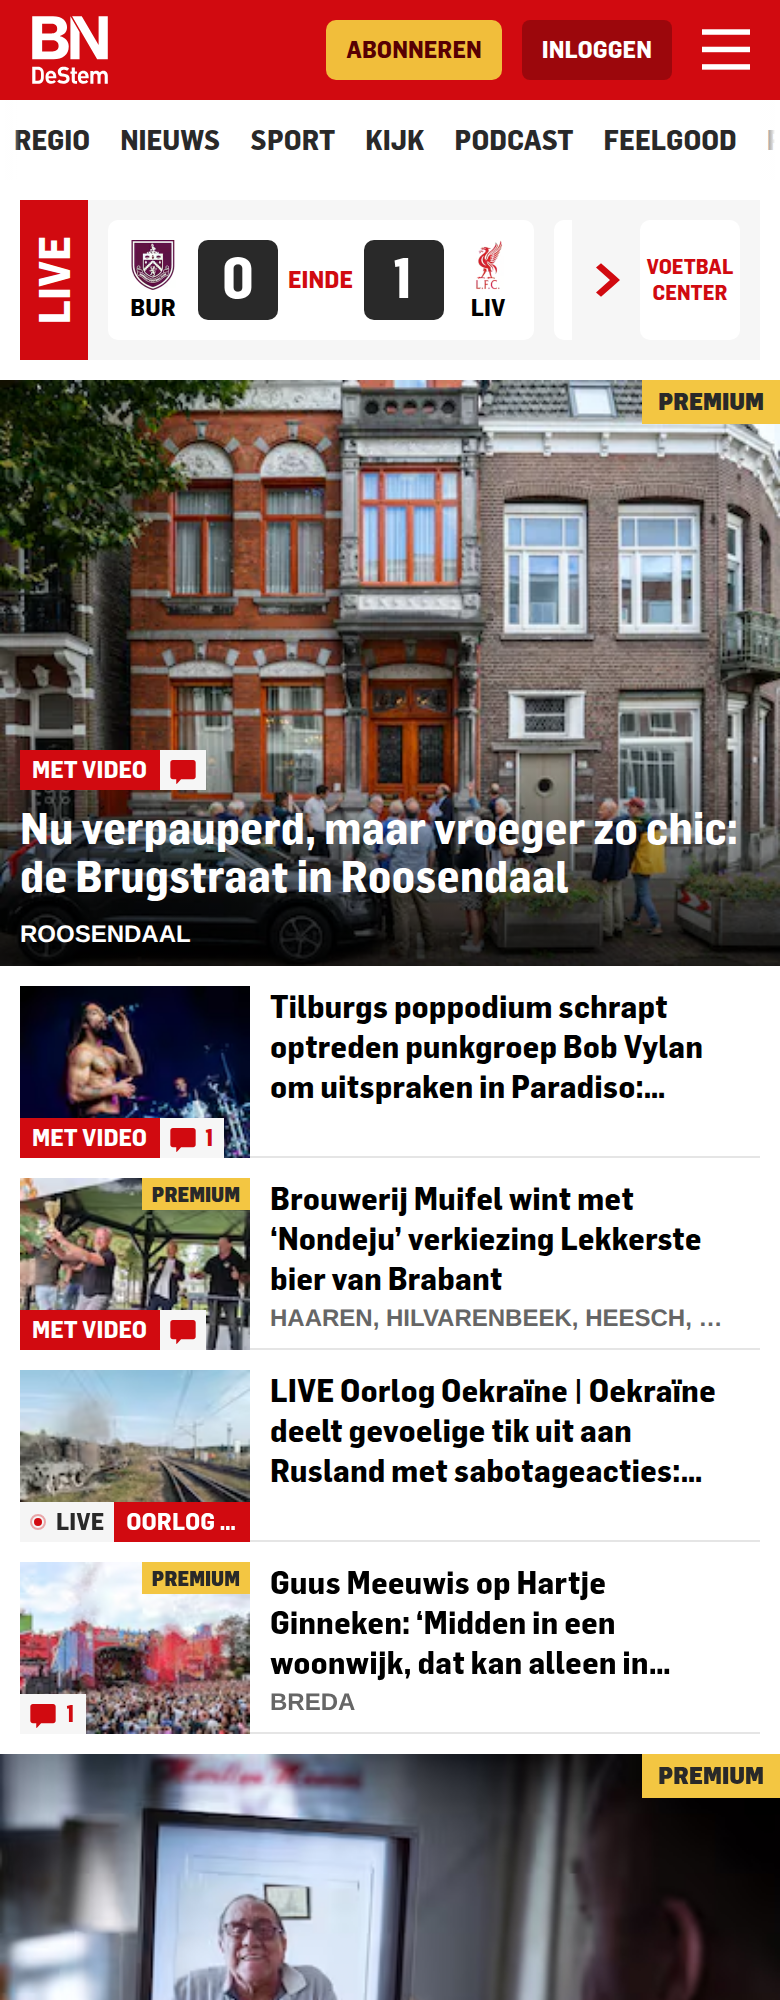 BN
DeStem
ABONNEREN
INLOGGEN
REGIO NIEUWS SPORT KIJK PODCAST FEELGOOD
LIVE
BUR
0
EINDE
1
L.F.C.
LIV
VOETBAL
CENTER
PREMIUM
MET VIDEO
Nu verpauperd, maar vroeger zo chic:
de Brugstraat in Roosendaal
ROOSENDAAL
Tilburgs poppodium schrapt
optreden punkgroep Bob Vylan
om uitspraken in Paradiso:...
MET VIDEO
1
PREMIUM
Brouwerij Muifel wint met
‘Nondeju’ verkiezing Lekkerste
bier van Brabant
HAAREN, HILVARENBEEK, HEESCH, ...
MET VIDEO
LIVE Oorlog Oekraïne | Oekraïne
deelt gevoelige tik uit aan
Rusland met sabotageacties:...
LIVE
OORLOG ...
PREMIUM
Guus Meeuwis op Hartje
Ginneken: ‘Midden in een
woonwijk, dat kan alleen in...
BREDA
1
PREMIUM